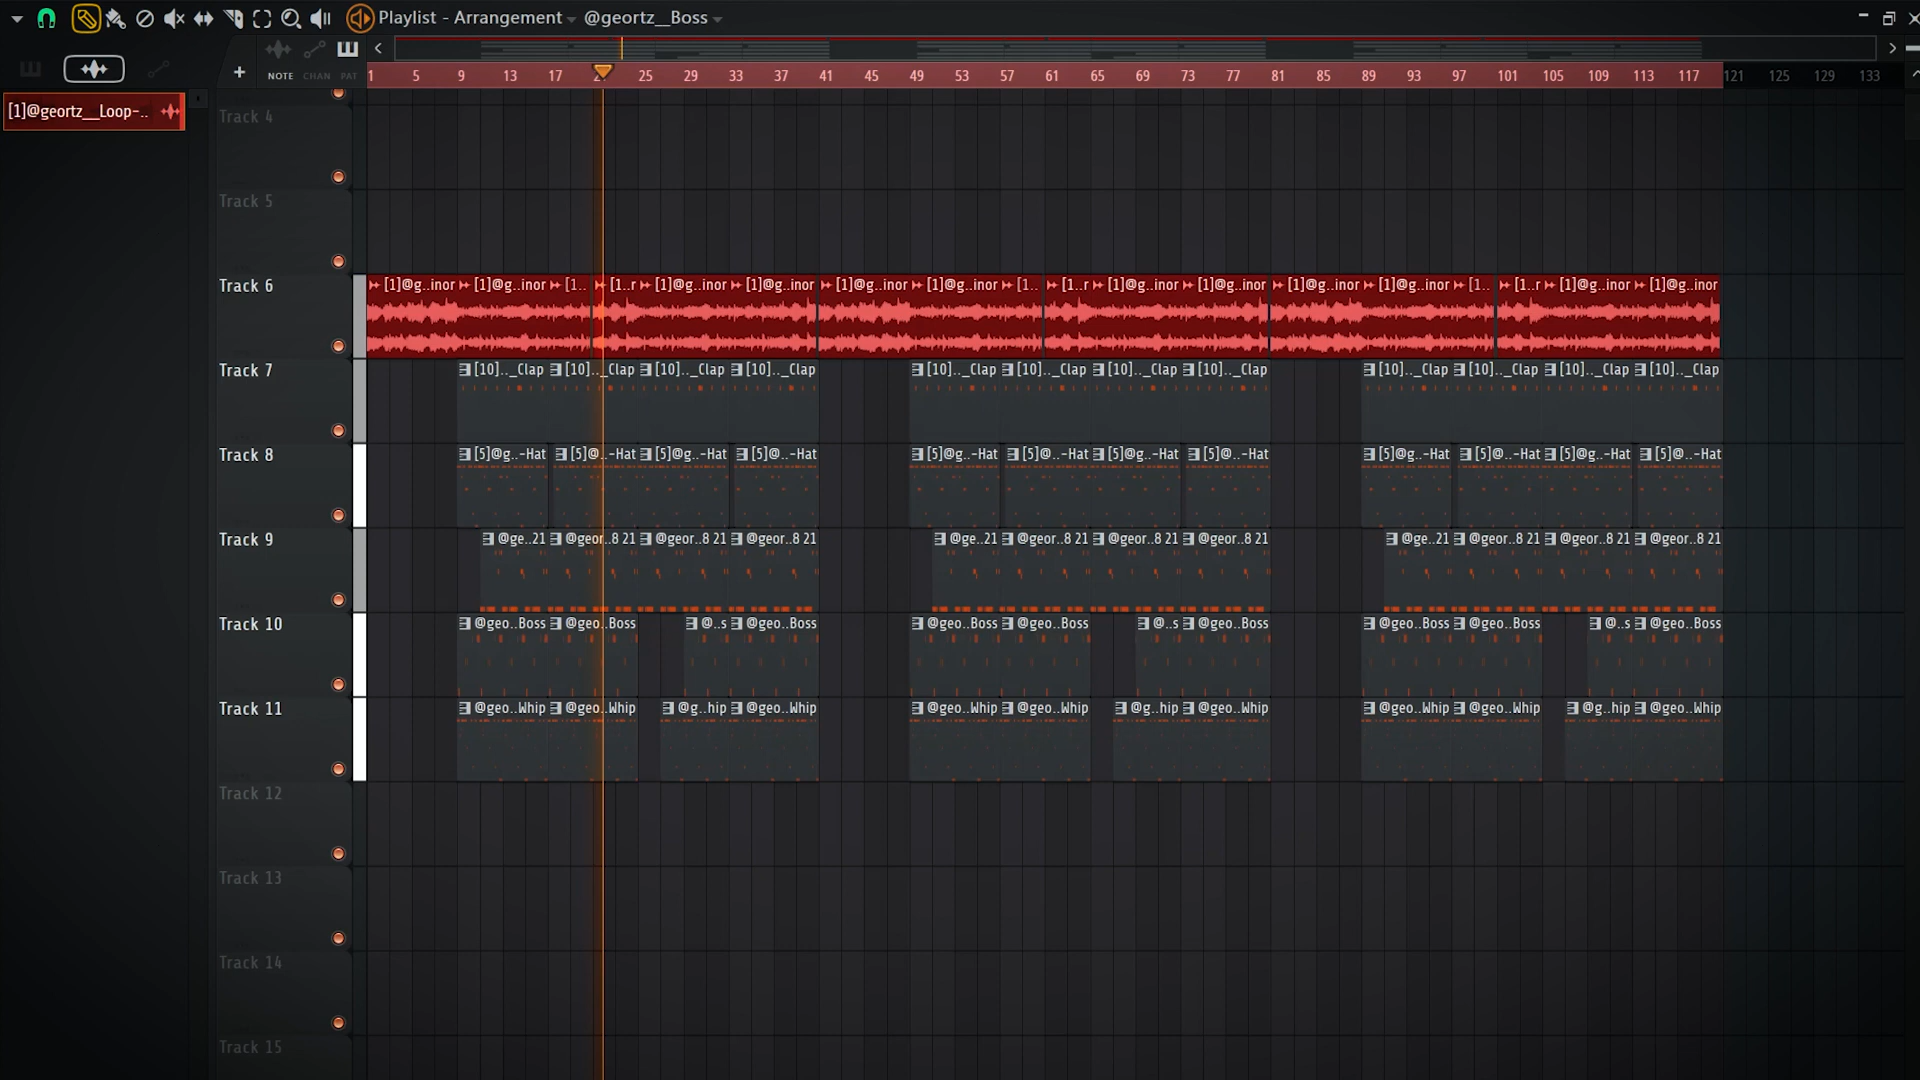 Playlist - Arrangement @geortz__Boss
NOTE CHAN PAT
1 5 9 13 17 25 29 33 37 41 45 49 53 57 61 65 69 73 77 81 85 89 93 97 101 105 109 113 117 121 125 129 133
[1]@geortz__Loop-..
Track 4
Track 5
Track 6 [1]@g..inor [1]@g..inor [1.. [1..r [1]@g..inor [1]@g..inor [1]@g..inor [1]@g..inor [1.. [1..r [1]@g..inor [1]@g..inor [1]@g..inor [1]@g..inor [1.. [1..r [1]@g..inor [1]@g..inor
Track 7 [10].._Clap [10].._Clap [10].._Clap [10].._Clap [10].._Clap [10].._Clap [10].._Clap [10].._Clap [10].._Clap [10].._Clap [10].._Clap [10].._Clap
Track 8 [5]@g..-Hat [5]@..-Hat [5]@g..-Hat [5]@..-Hat [5]@g..-Hat [5]@..-Hat [5]@g..-Hat [5]@..-Hat [5]@g..-Hat [5]@..-Hat [5]@g..-Hat [5]@..-Hat
Track 9 @ge..21 @geor..8 21 @geor..8 21 @geor..8 21 @ge..21 @geor..8 21 @geor..8 21 @geor..8 21 @ge..21 @geor..8 21 @geor..8 21 @geor..8 21
Track 10 @geo..Boss @geo..Boss @..s @geo..Boss @geo..Boss @geo..Boss @..s @geo..Boss @geo..Boss @geo..Boss @..s @geo..Boss
Track 11 @geo..Whip @geo..Whip @g..hip @geo..Whip @geo..Whip @geo..Whip @g..hip @geo..Whip @geo..Whip @geo..Whip @g..hip @geo..Whip
Track 12
Track 13
Track 14
Track 15